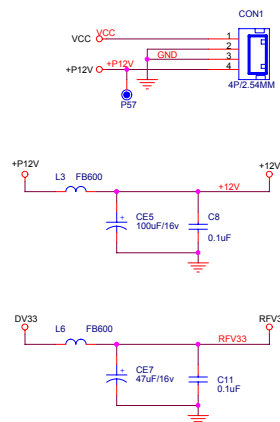 CON1
VCC VCC 1
2
GND 3
+P12V +P12V 4
P57 4P/2.54MM
+P12V L3 FB600 +12V
+12V
CE5 C8
100uF/16v 0.1uF
DV33 L6 FB600
RFV33
CE7 C11
47uF/16v 0.1uF